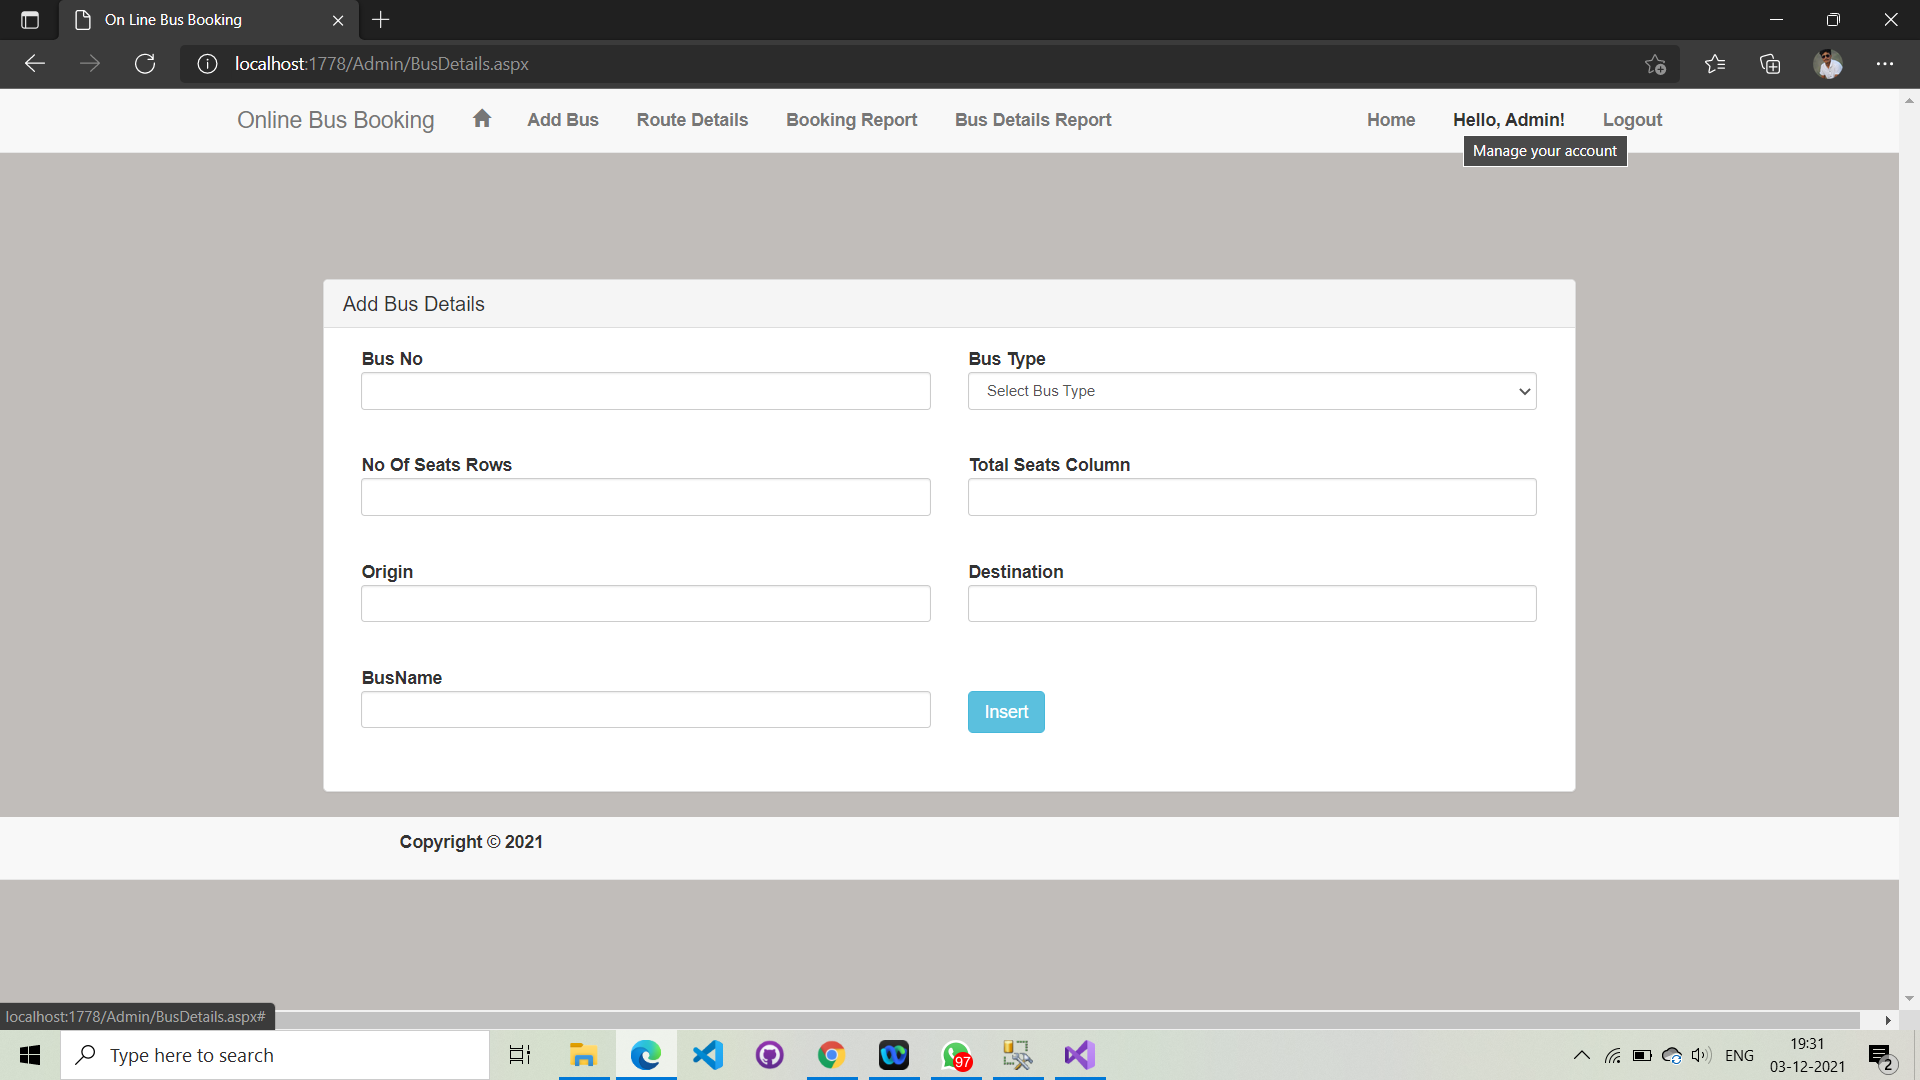 On Line Bus Booking
localhost:1778/Admin/BusDetails.aspx
Online Bus Booking Add Bus Route Details Booking Report Bus Details Report Home Hello, Admin! Logout
Manage your account
Add Bus Details
Bus No Bus Type
Select Bus Type
No Of Seats Rows Total Seats Column
Origin Destination
BusName
Insert
Copyright © 2021
localhost:1778/Admin/BusDetails.aspx#
Type here to search
97
ENG
19:31
03-12-2021
2